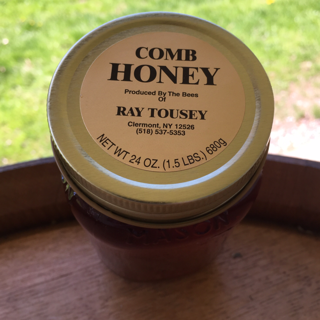 COMB
HONEY
Produced By The Bees
Of
RAY TOUSEY
Clermont, NY 12526
(518) 537-5353
NET WT 24 OZ. (1.5 LBS.) 680g